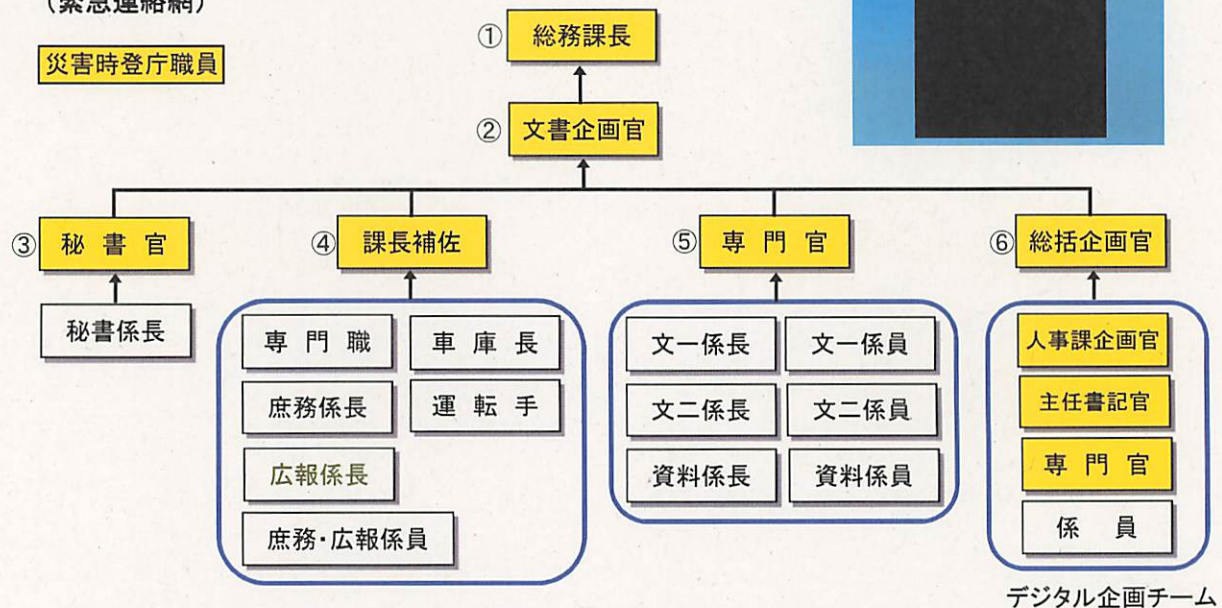 （緊急連絡網）
災害時登庁職員
① 総務課長
② 文書企画官
③ 秘書官
④ 課長補佐
⑤ 専門官
⑥ 総括企画官
秘書係長
専門職
車庫長
庶務係長
運転手
広報係長
庶務・広報係員
文一係長
文一係員
文二係長
文二係員
資料係長
資料係員
人事課企画官
主任書記官
専門官
係員
デジタル企画チーム